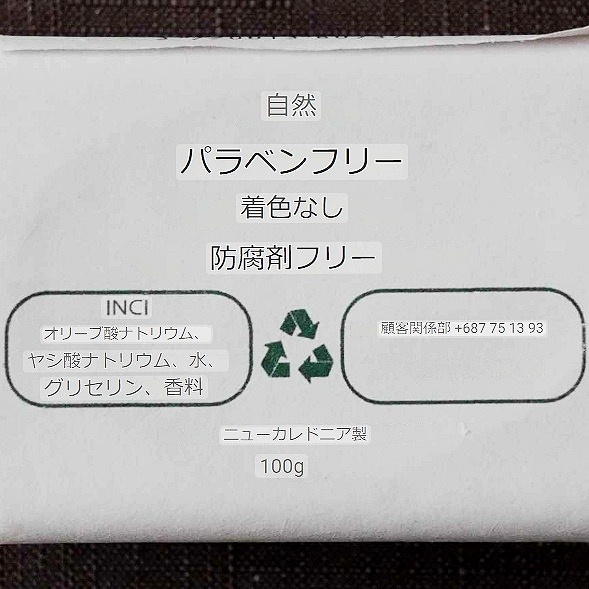 自然
パラベンフリー
着色なし
防腐剤フリー
INCI
オリーブ酸ナトリウム、
ヤシ酸ナトリウム、水、
グリセリン、香料
顧客関係部 +687 75 13 93
ニューカレドニア製
100g